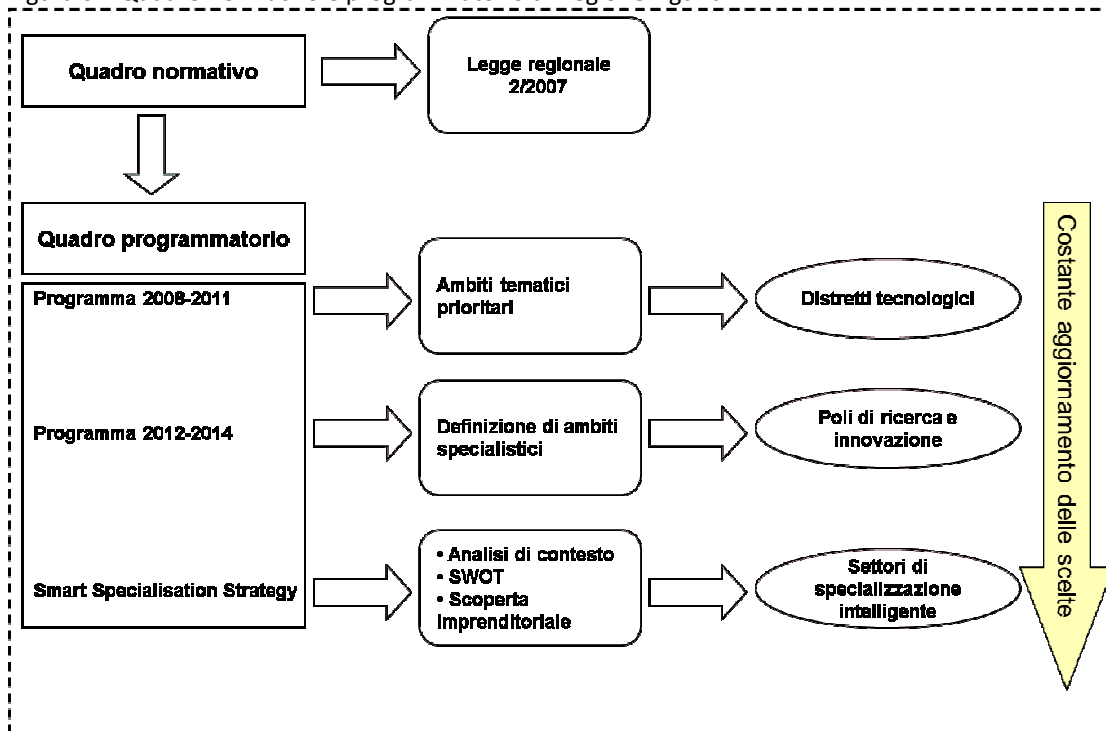 Quadro normativo
Legge regionale
2/2007
Quadro programmatorio
Programma 2008-2011
Ambiti tematici
prioritari
Distretti tecnologici
Programma 2012-2014
Definizione di ambiti
specialistici
Poli di ricerca e
innovazione
Smart Specialisation Strategy
• Analisi di contesto
• SWOT
• Scoperta
imprenditoriale
Settori di
specializzazione
intelligente
Costante aggiornamento delle scelte